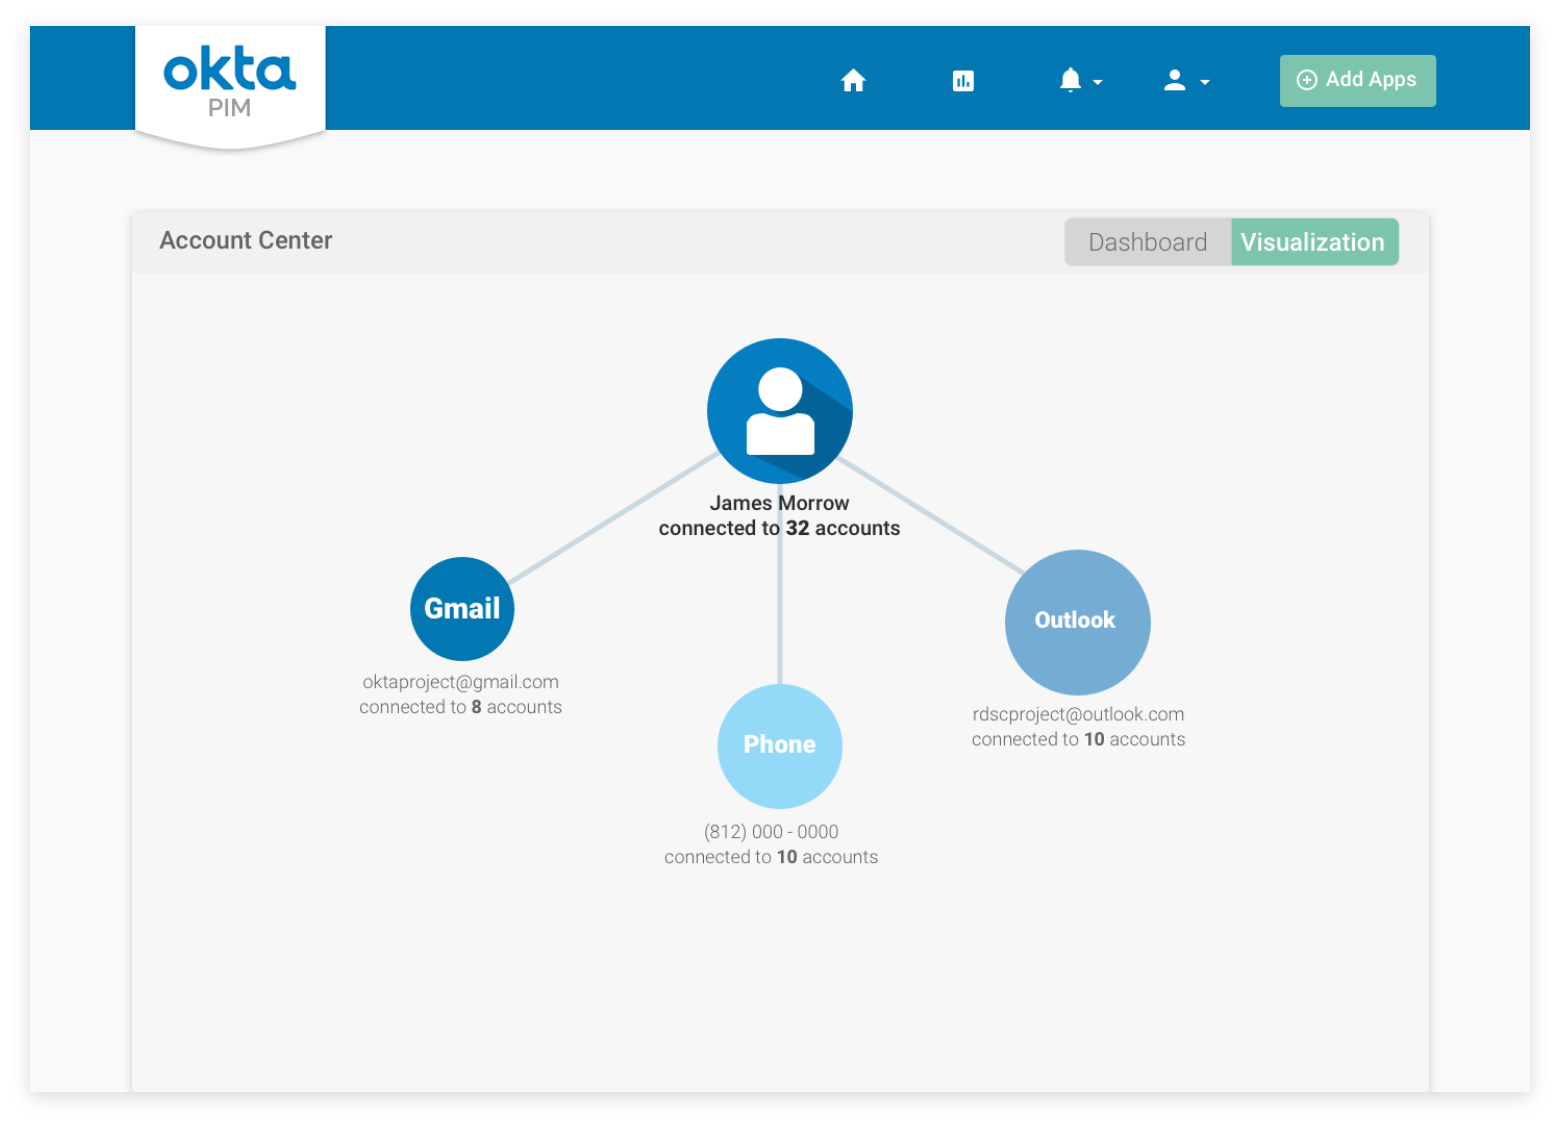 okta
PIM
Add Apps
Account Center
Dashboard
Visualization
James Morrow
connected to 32 accounts
Gmail
oktaproject@gmail.com
connected to 8 accounts
Outlook
rdscproject@outlook.com
connected to 10 accounts
Phone
(812) 000 - 0000
connected to 10 accounts